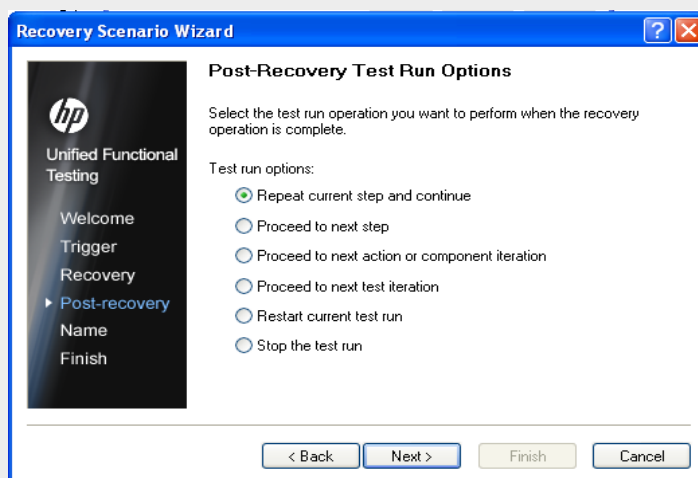 Recovery Scenario Wizard
hp
Unified Functional
Testing
Welcome
Trigger
Recovery
Post-recovery
Name
Finish
Post-Recovery Test Run Options
Select the test run operation you want to perform when the recovery
operation is complete.
Test run options:
Repeat current step and continue
Proceed to next step
Proceed to next action or component iteration
Proceed to next test iteration
Restart current test run
Stop the test run
< Back
Next >
Finish
Cancel